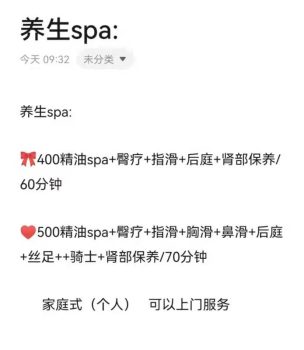 养生spa:
今天 09:32 未分类
养生spa:
🎀400精油spa+臀疗+指滑+后庭+肾部保养/
60分钟
❤️500精油spa+臀疗+指滑+胸滑+鼻滑+后庭
+丝足++骑士+肾部保养/70分钟
家庭式（个人） 可以上门服务